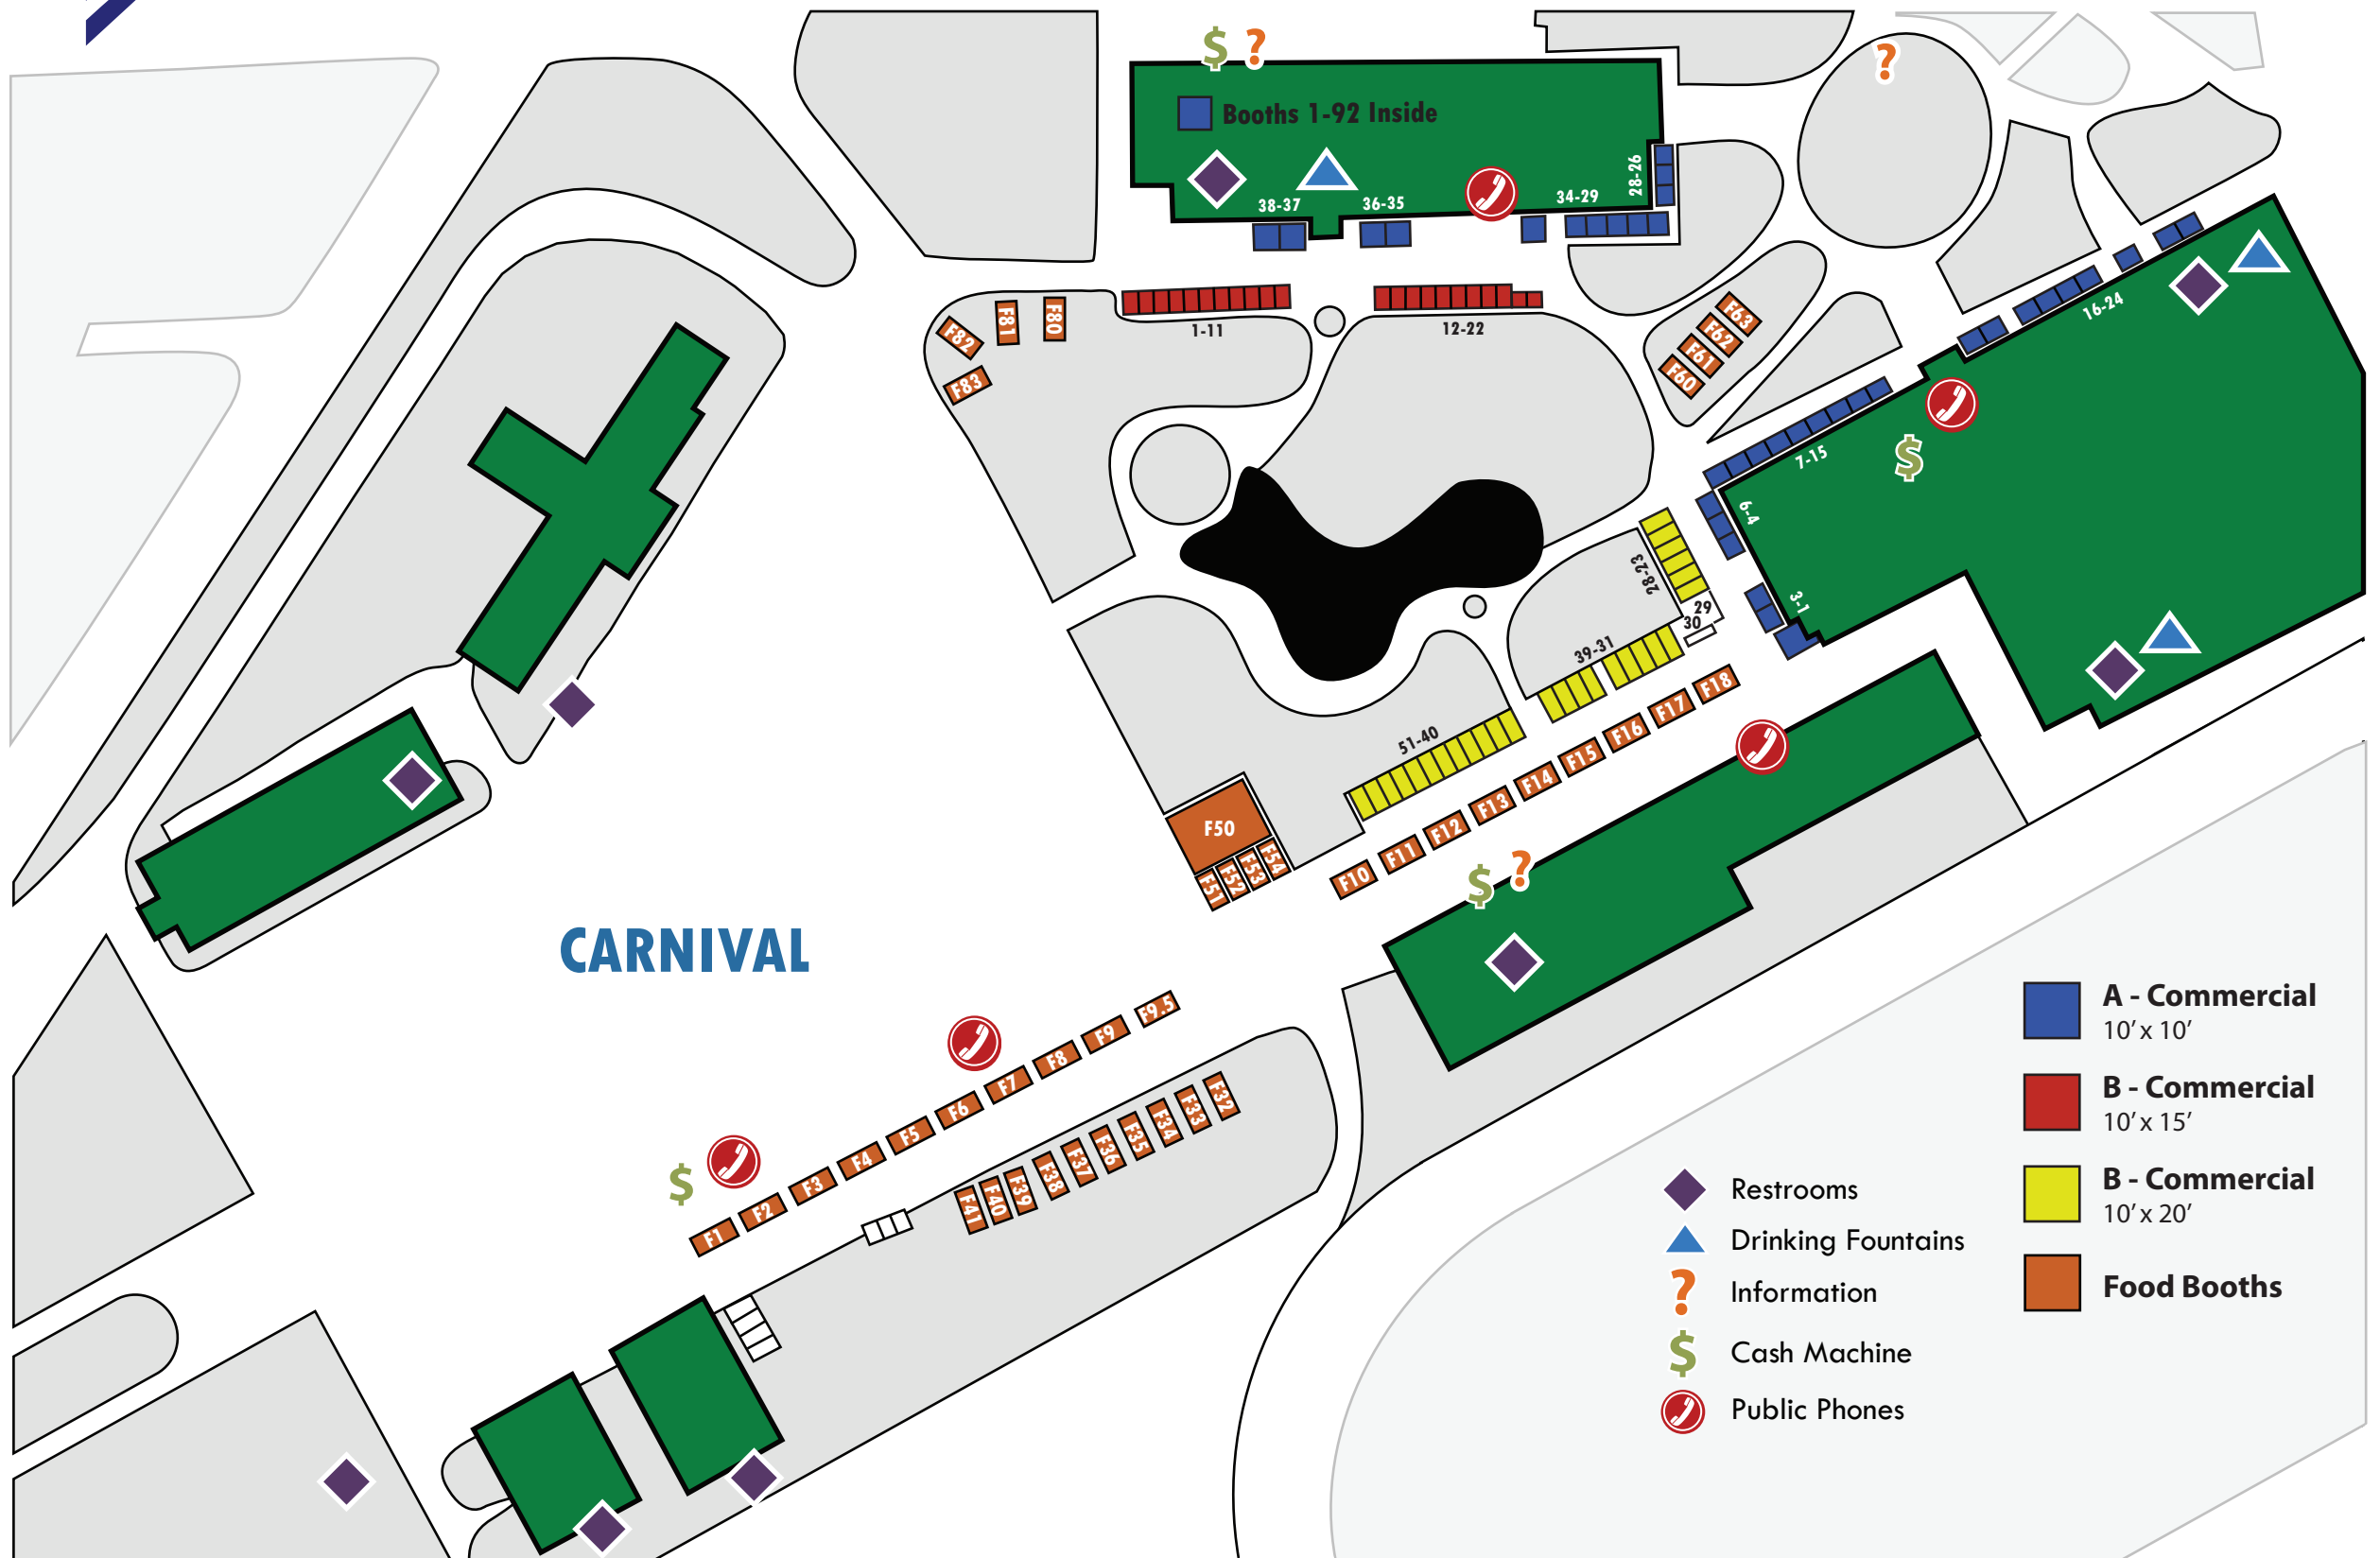 $ ?
?
Booths 1-92 Inside
28-26
38-37
36-35
34-29
16-24
F82
F81
F80
F83
1-11
12-22
F63
F62
F61
F60
7-15
$
6-4
3-1
28-23
29
30
39-31
51-40
F18
F17
F16
F15
F14
F13
F12
F11
F10
F50
F51
F52
F53
F54
$ ?
CARNIVAL
F9.5
F9
F8
F7
F6
F5
F4
F3
F2
F1
$
F32
F33
F34
F35
F36
F37
F38
F39
F40
F41
A - Commercial
10’ x 10’
B - Commercial
10’ x 15’
B - Commercial
10’ x 20’
Food Booths
Restrooms
Drinking Fountains
? Information
$ Cash Machine
Public Phones